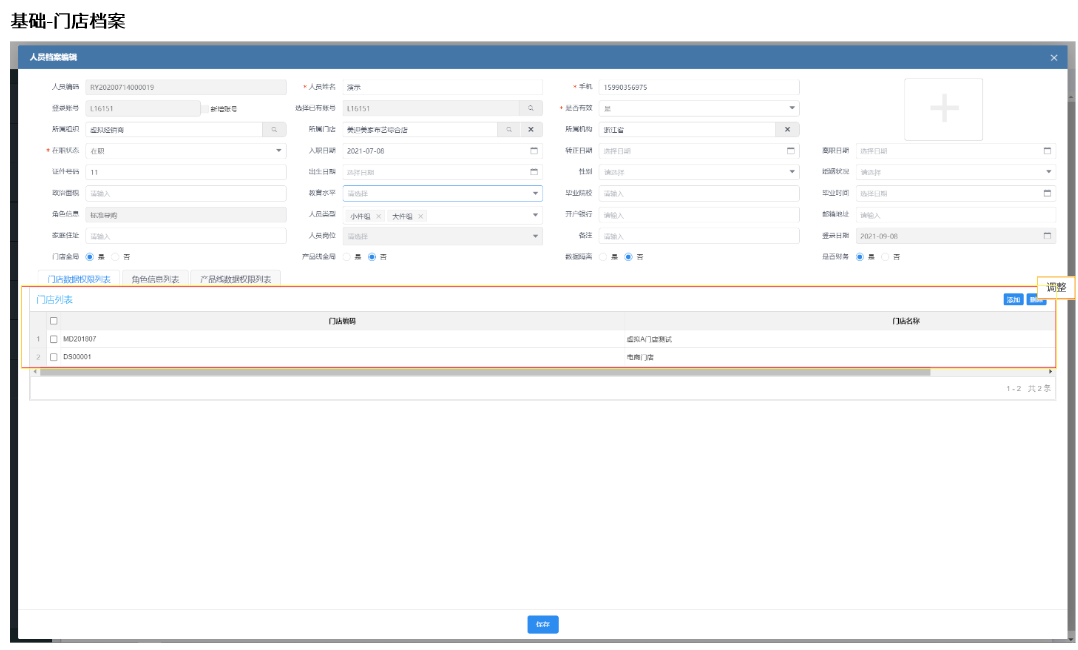 基础-门店档案
人员档案编辑 ×
人员编码 RY20200714000019 * 人员姓名 演示 * 手机 15990356975
登录账号 L16151 新增账号 选择已有账号 L16151 * 是否有效 是
所属组织 虚拟经销商 所属门店 美沢美家布艺综合店 所属机构 浙江省
* 在职状态 在职 入职日期 2021-07-08 转正日期 选择日期 离职日期 选择日期
证件号码 11 出生日期 选择日期 性别 请选择 婚姻状况 请选择
政治面貌 请输入 教育水平 请选择 毕业院校 请输入 毕业时间 选择日期
角色信息 标准采购 人员类型 小件组 × 大件组 × 开户银行 请输入 邮箱地址 请输入
家庭住址 请输入 人员岗位 请选择 备注 请输入 登录日期 2021-09-08
门店全局 是 否 产品线全局 是 否 数据隔离 是 否 是否财务 是 否
门店数据权限列表 角色信息列表 产品线数据权限列表
调整
门店列表 添加 删除
门店编码 门店名称
1 MD201807 虚拟A门店测试
2 DS00001 电商门店
1 - 2 共 2 条
保存